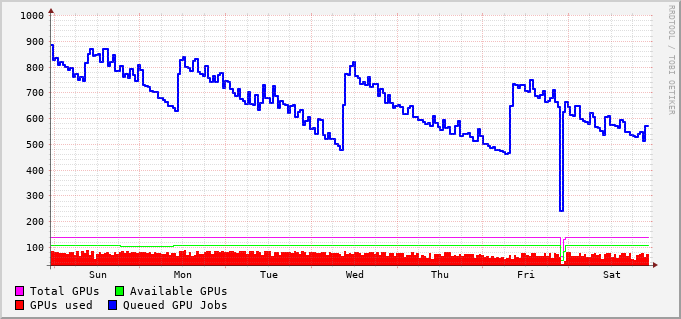 1000
900
800
700
600
500
400
300
200
100
Sun Mon Tue Wed Thu Fri Sat
Total GPUs Available GPUs
GPUs used Queued GPU Jobs
RRDTOOL / TOBI OETIKER